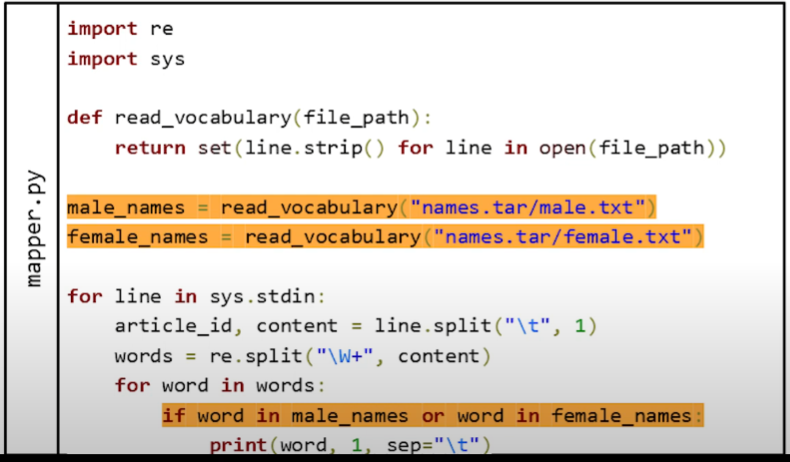 mapper.py
import re
import sys
def read_vocabulary(file_path):
    return set(line.strip() for line in open(file_path))
male_names = read_vocabulary("names.tar/male.txt")
female_names = read_vocabulary("names.tar/female.txt")
for line in sys.stdin:
    article_id, content = line.split("\t", 1)
    words = re.split("\W+", content)
    for word in words:
        if word in male_names or word in female_names:
            print(word, 1, sep="\t")